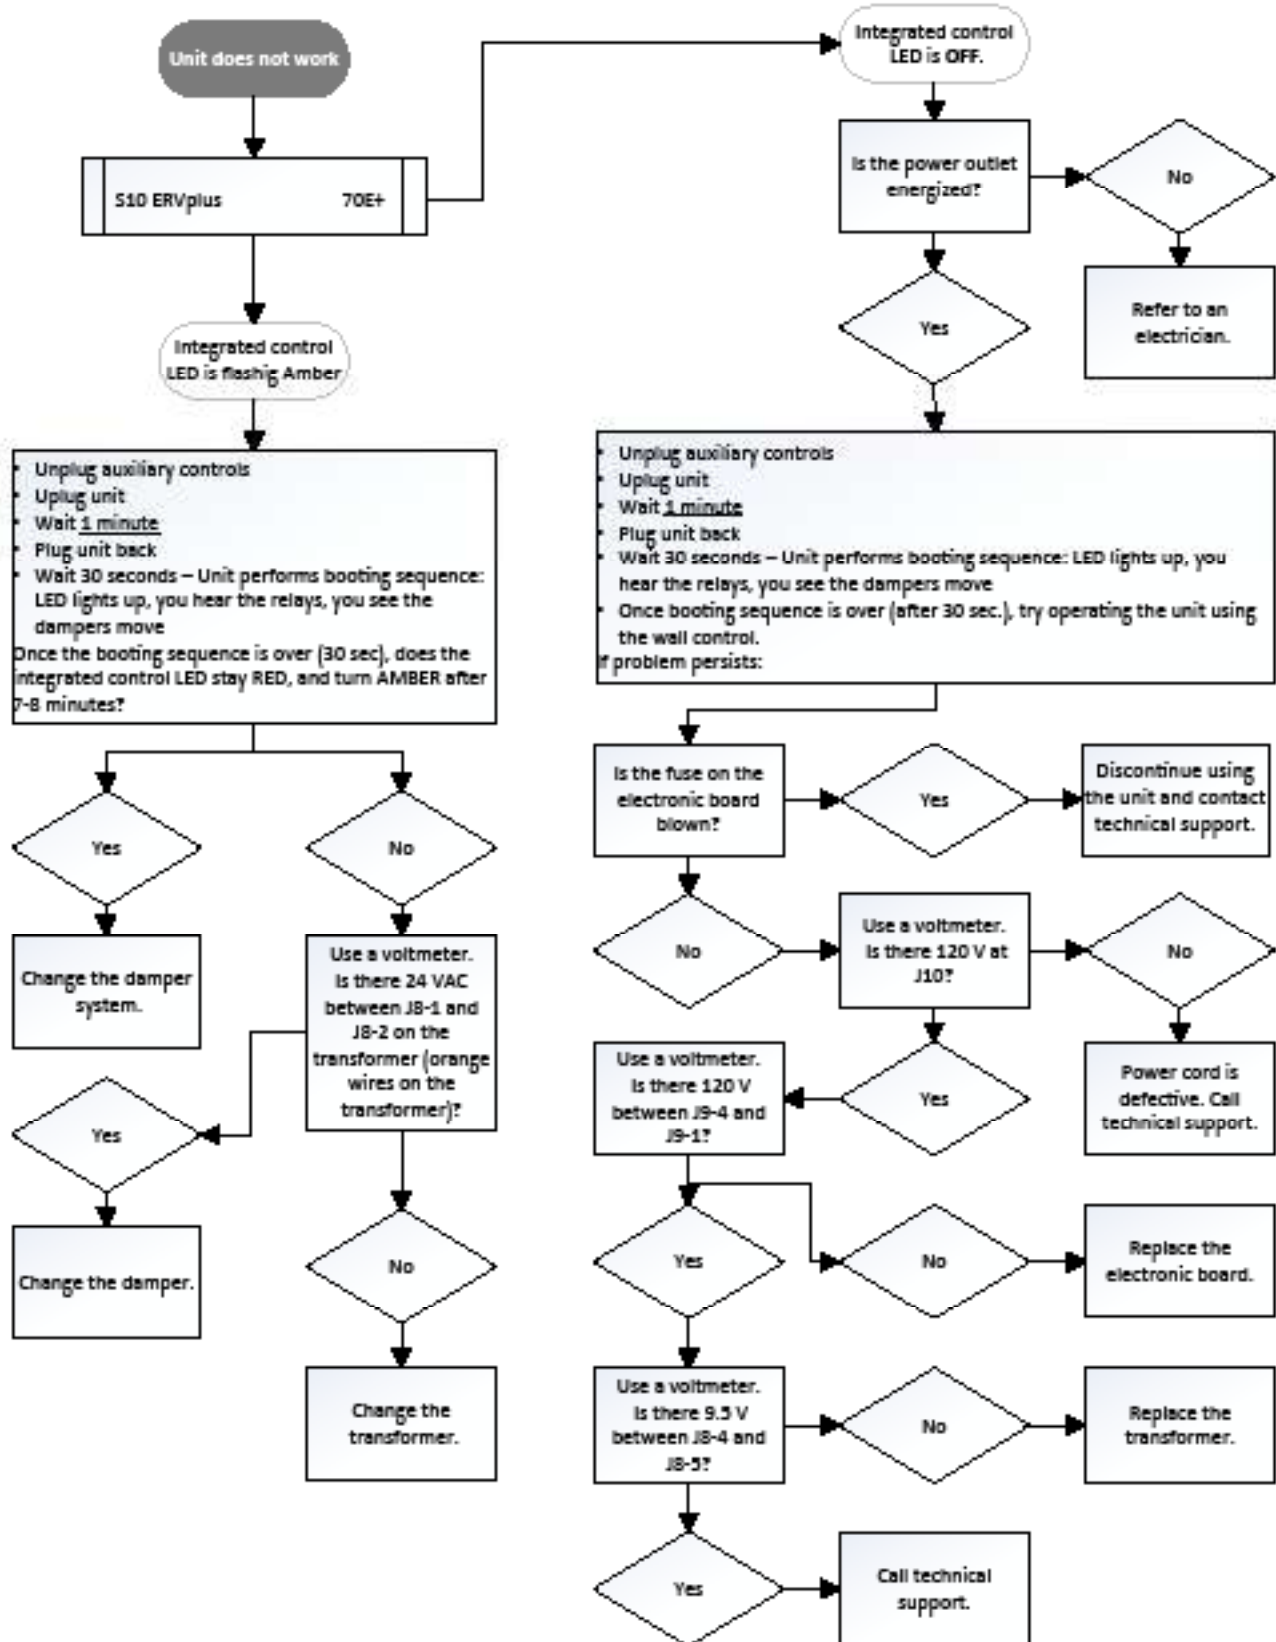 Unit does not work
S10 ERVplus 70E+
Integrated control
LED is flashig Amber
• Unplug auxiliary controls
• Uplug unit
• Wait 1 minute
• Plug unit back
• Wait 30 seconds – Unit performs booting sequence:
LED lights up, you hear the relays, you see the
dampers move
Once the booting sequence is over (30 sec), does the
integrated control LED stay RED, and turn AMBER after
7-8 minutes?
Yes
No
Change the damper
system.
Use a voltmeter.
Is there 24 VAC
between J8-1 and
J8-2 on the
transformer (orange
wires on the
transformer)?
Yes
Change the damper.
No
Change the
transformer.
Integrated control
LED is OFF.
Is the power outlet
energized?
No
Refer to an
electrician.
Yes
• Unplug auxiliary controls
• Uplug unit
• Wait 1 minute
• Plug unit back
• Wait 30 seconds – Unit performs booting sequence: LED lights up, you
hear the relays, you see the dampers move
• Once booting sequence is over (after 30 sec.), try operating the unit using
the wall control.
If problem persists:
Is the fuse on the
electronic board
blown?
Yes
Discontinue using
the unit and contact
technical support.
No
Use a voltmeter.
Is there 120 V at
J10?
No
Power cord is
defective. Call
technical support.
Yes
Use a voltmeter.
Is there 120 V
between J9-4 and
J9-1?
Yes
No
Replace the
electronic board.
Use a voltmeter.
Is there 9.5 V
between J8-4 and
J8-5?
No
Replace the
transformer.
Yes
Call technical
support.